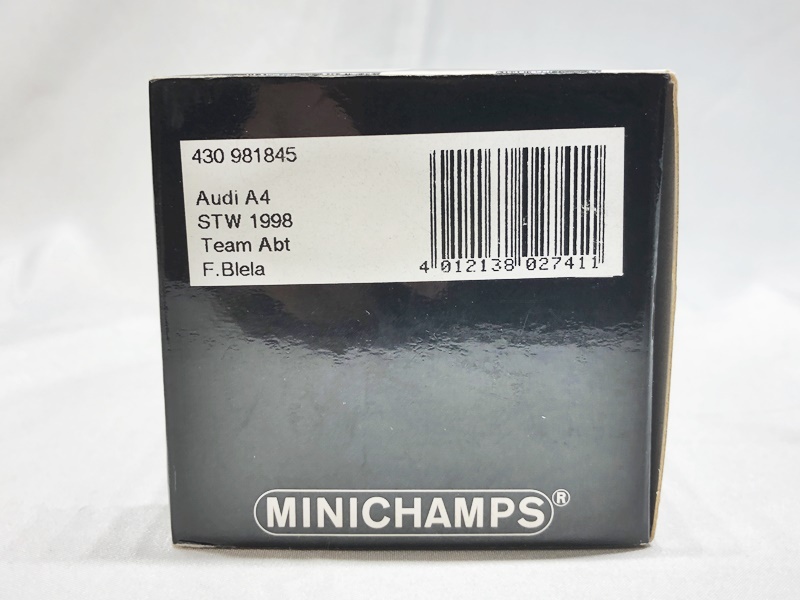 430 981845
Audi A4
STW 1998
Team Abt
F.Blela
4 012138 027411
MINICHAMPS®